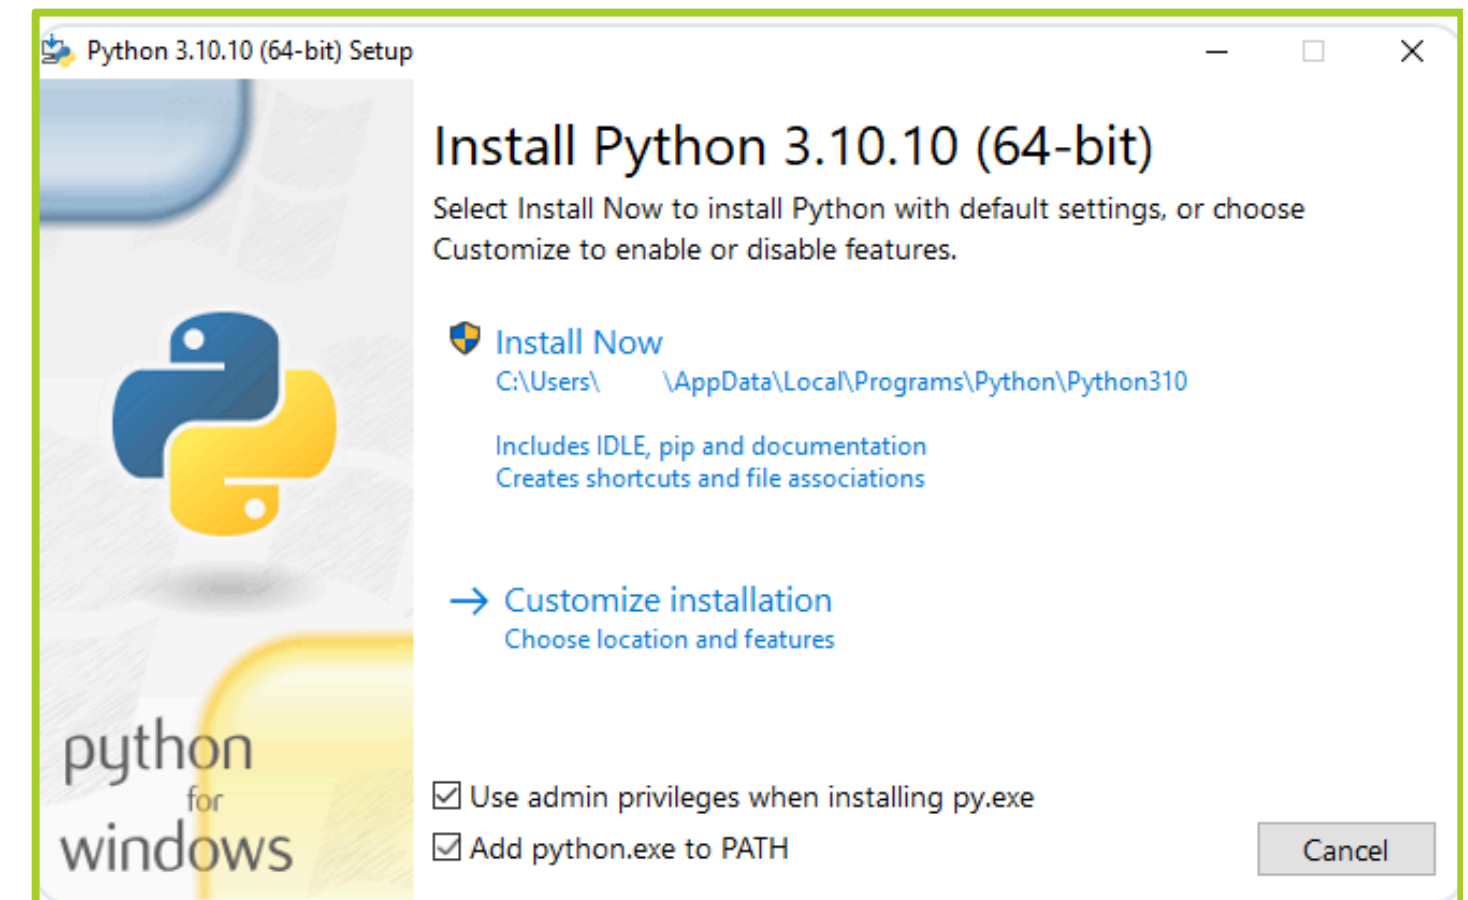 Python 3.10.10 (64-bit) Setup
Install Python 3.10.10 (64-bit)
Select Install Now to install Python with default settings, or choose
Customize to enable or disable features.
Install Now
C:\Users\ \AppData\Local\Programs\Python\Python310
Includes IDLE, pip and documentation
Creates shortcuts and file associations
Customize installation
Choose location and features
python
for
windows
Use admin privileges when installing py.exe
Add python.exe to PATH
Cancel